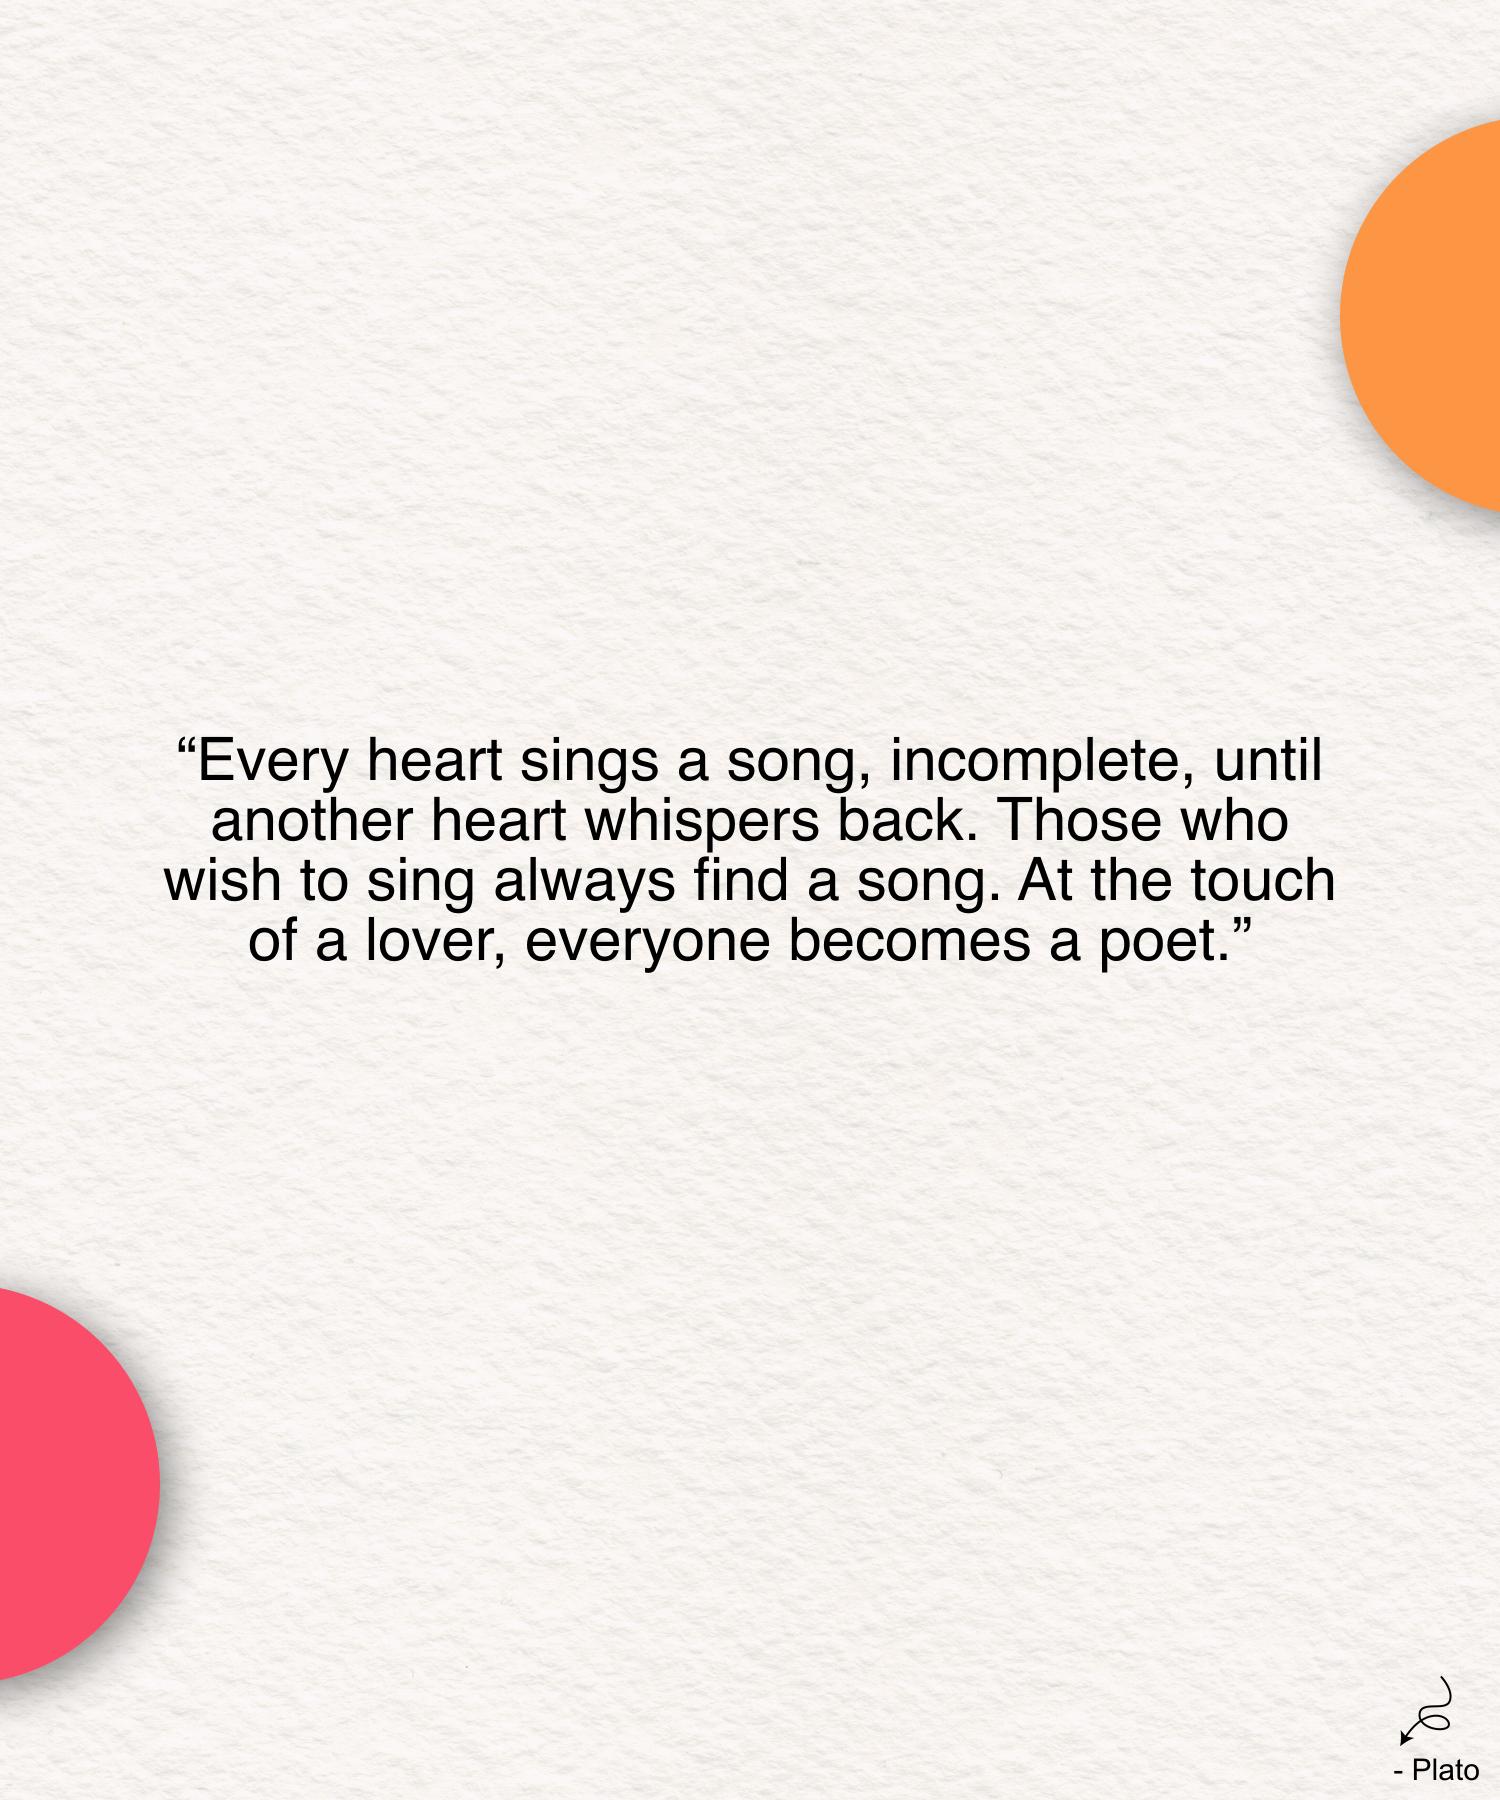 “Every heart sings a song, incomplete, until
another heart whispers back. Those who
wish to sing always find a song. At the touch
of a lover, everyone becomes a poet.”
- Plato